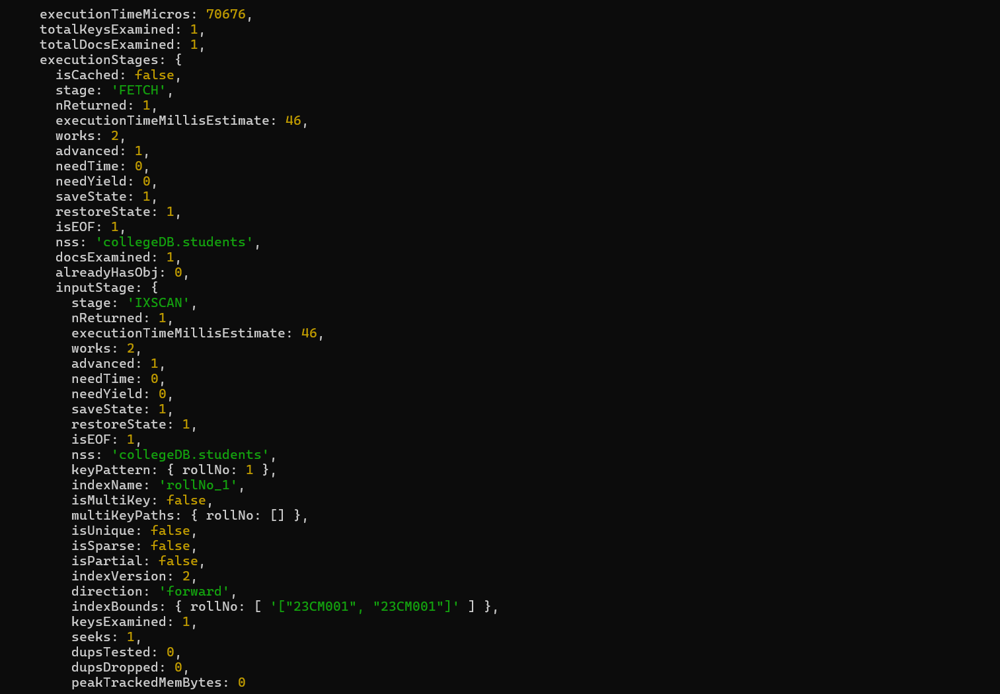 executionTimeMicros: 70676,
totalKeysExamined: 1,
totalDocsExamined: 1,
executionStages: {
isCached: false,
stage: 'FETCH',
nReturned: 1,
executionTimeMillisEstimate: 46,
works: 2,
advanced: 1,
needTime: 0,
needYield: 0,
saveState: 1,
restoreState: 1,
isEOF: 1,
nss: 'collegeDB.students',
docsExamined: 1,
alreadyHasObj: 0,
inputStage: {
stage: 'IXSCAN',
nReturned: 1,
executionTimeMillisEstimate: 46,
works: 2,
advanced: 1,
needTime: 0,
needYield: 0,
saveState: 1,
restoreState: 1,
isEOF: 1,
nss: 'collegeDB.students',
keyPattern: { rollNo: 1 },
indexName: 'rollNo_1',
isMultiKey: false,
multiKeyPaths: { rollNo: [] },
isUnique: false,
isSparse: false,
isPartial: false,
indexVersion: 2,
direction: 'forward',
indexBounds: { rollNo: [ '["23CM001", "23CM001"]' ] },
keysExamined: 1,
seeks: 1,
dupsTested: 0,
dupsDropped: 0,
peakTrackedMemBytes: 0